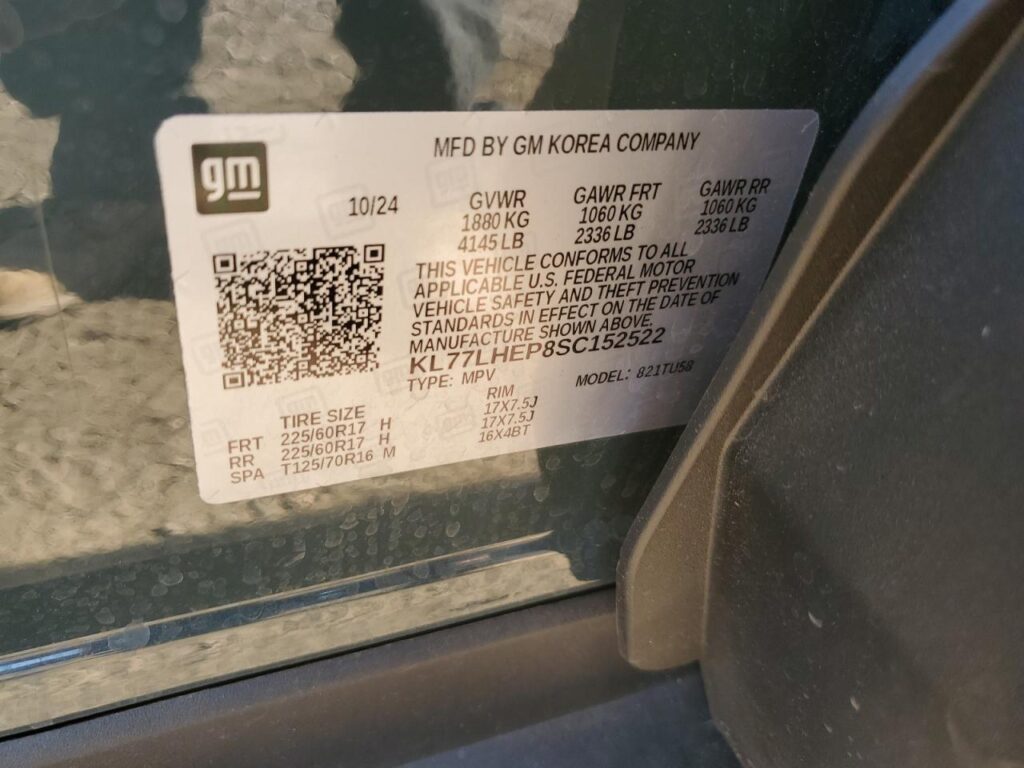 gm
MFD BY GM KOREA COMPANY
10/24
GVWR GAWR FRT GAWR RR
1880 KG 1060 KG 1060 KG
4145 LB 2336 LB 2336 LB
THIS VEHICLE CONFORMS TO ALL
APPLICABLE U.S. FEDERAL MOTOR
VEHICLE SAFETY AND THEFT PREVENTION
STANDARDS IN EFFECT ON THE DATE OF
MANUFACTURE SHOWN ABOVE.
KL77LHEP8SC152522
TYPE: MPV MODEL: 821TU58
TIRE SIZE RIM
FRT 225/60R17 H 17X7.5J
RR 225/60R17 H 17X7.5J
SPA T125/70R16 M 16X4BT